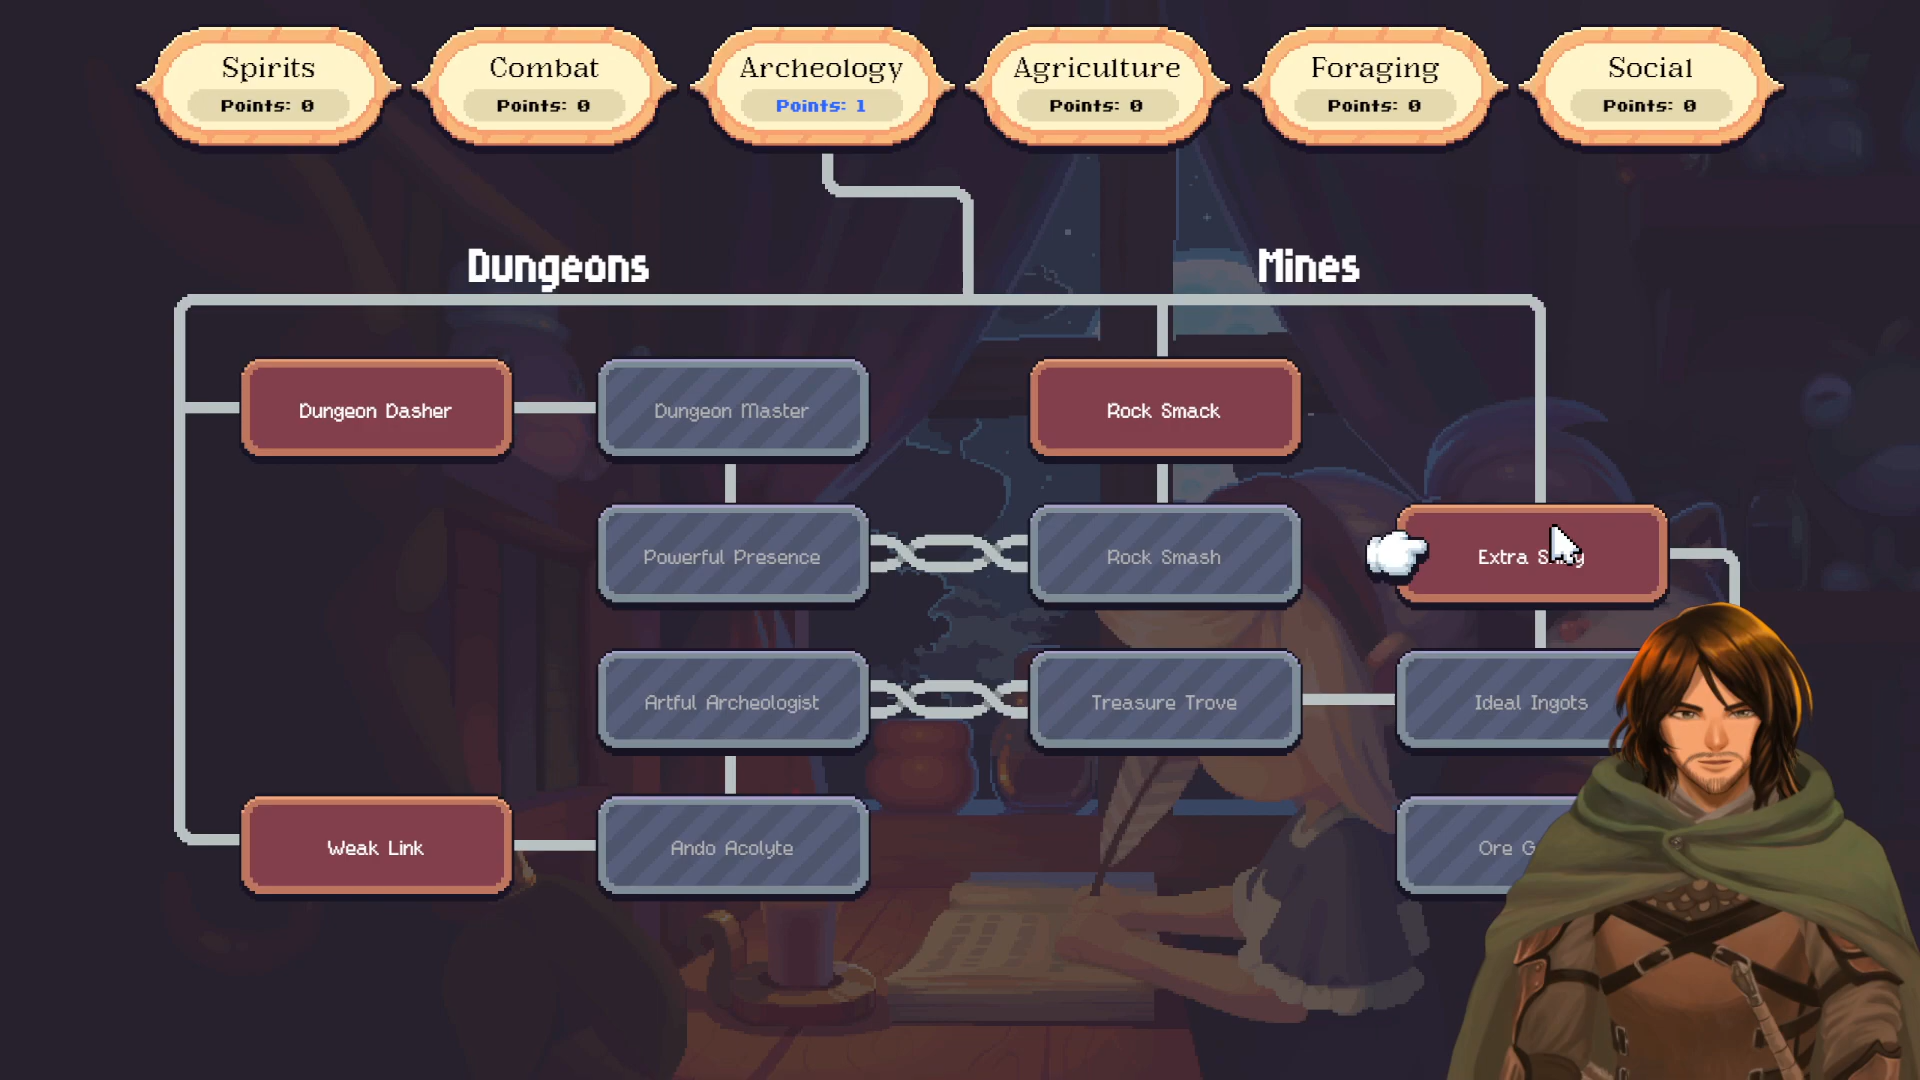 Spirits
Points: 0
Combat
Points: 0
Archeology
Points: 1
Agriculture
Points: 0
Foraging
Points: 0
Social
Points: 0
Dungeons
Mines
Dungeon Dasher
Dungeon Master
Rock Smack
Powerful Presence
Rock Smash
Extra
Artful Archeologist
Treasure Trove
Ideal Ingots
Weak Link
Ando Acolyte
Ore